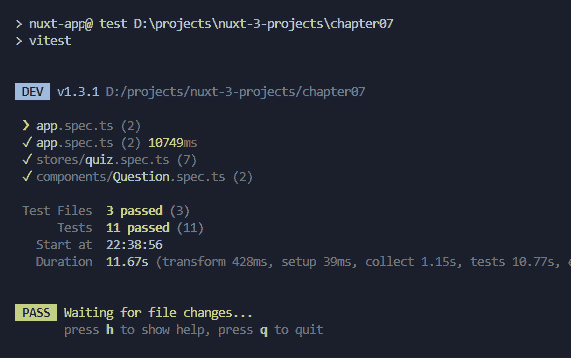 > nuxt-app@ test D:\projects\nuxt-3-projects\chapter07
> vitest
DEV v1.3.1 D:/projects/nuxt-3-projects/chapter07
❯ app.spec.ts (2)
✓ app.spec.ts (2) 10749ms
✓ stores/quiz.spec.ts (7)
✓ components/Question.spec.ts (2)
Test Files 3 passed (3)
Tests 11 passed (11)
Start at 22:38:56
Duration 11.67s (transform 428ms, setup 39ms, collect 1.15s, tests 10.77s,
PASS Waiting for file changes...
press h to show help, press q to quit